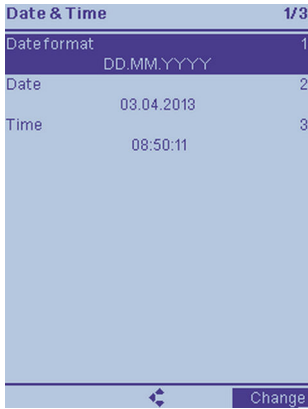 Date & Time 1/3
Dateformat 1
DD.MM.YYYY
Date 2
03.04.2013
Time 3
08:50:11
Change